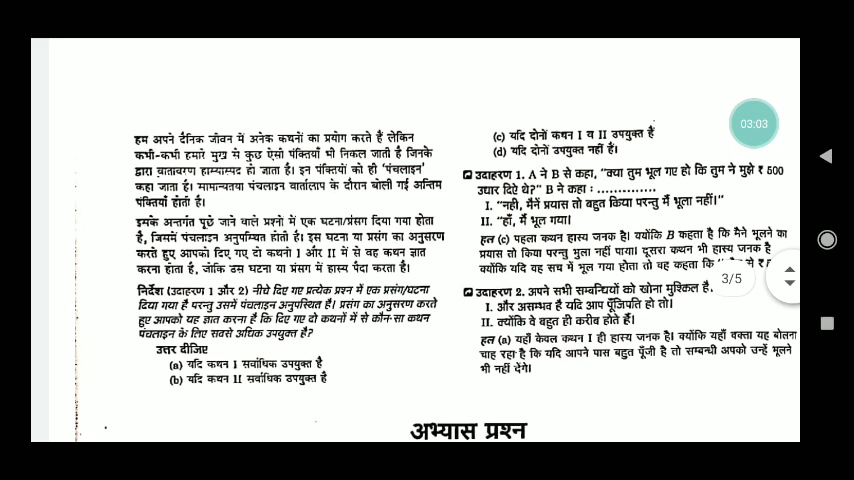 हम अपने दैनिक जीवन में अनेक कथनों का प्रयोग करते हैं लेकिन
कभी-कभी हमारे मुख से कुछ ऐसी पंक्तियाँ भी निकल जाती है जिनके
द्वारा वातावरण हास्यास्पद हो जाता है। इन पंक्तियों को ही 'पंचलाइन'
कहा जाता है। सामान्यतया पंचलाइन वार्तालाप के दौरान बोली गई अन्तिम
पंक्तियाँ होती है।
इसके अन्तर्गत पूछे जाने वाले प्रश्नों में एक घटना/प्रसंग दिया गया होता
है, जिसमें पंचलाइन अनुपस्थित होती है। इस घटना या प्रसंग का अनुसरण
करते हुए आपको दिए गए दो कथनों I और II में से वह कथन ज्ञात
करना होता है, जोकि उस घटना या प्रसंग में हास्य पैदा करता है।
निर्देश (उदाहरण 1 और 2) नीचे दिए गए प्रत्येक प्रश्न में एक प्रसंग/घटना
दिया गया है परन्तु उसमें पंचलाइन अनुपस्थित है। प्रसंग का अनुसरण करते
हुए आपको यह ज्ञात करना है कि दिए गए दो कथनों में से कौन-सा कथन
पंचलाइन के लिए सबसे अधिक उपयुक्त है?
उत्तर दीजिए
(a) यदि कथन I सर्वाधिक उपयुक्त है
(b) यदि कथन II सर्वाधिक उपयुक्त है
(c) यदि दोनों कथन I व II उपयुक्त हैं
(d) यदि दोनों उपयुक्त नहीं हैं।
उदाहरण 1. A ने B से कहा, "क्या तुम भूल गए हो कि तुम ने मुझे ₹ 500
उधार दिऐ थे?" B ने कहा : ..............
I. "नहीं, मैनें प्रयास तो बहुत किया परन्तु मैं भूला नहीं।"
II. "हाँ, मैं भूल गया।
हल (c) पहला कथन हास्य जनक है। क्योंकि B कहता है कि मैने भूलने का
प्रयास तो किया परन्तु भुला नहीं पाया। दूसरा कथन भी हास्य जनक है
क्योंकि यदि यह सच में भूल गया होता तो वह कहता कि से ₹
उदाहरण 2. अपने सभी सम्बन्धियों को खोना मुश्किल है
I. और असम्भव है यदि आप पूँजिपति हो तो।
II. क्योंकि वे बहुत ही करीब होते हैं।
हल (a) यहाँ केवल कथन I ही हास्य जनक है। क्योंकि यहाँ वक्ता यह बोलना
चाह रहा है कि यदि आपने पास बहुत पूँजी है तो सम्बन्धी अपको उन्हें भूलने
भी नहीं देंगे।
अभ्यास प्रश्न
03:03
3/5